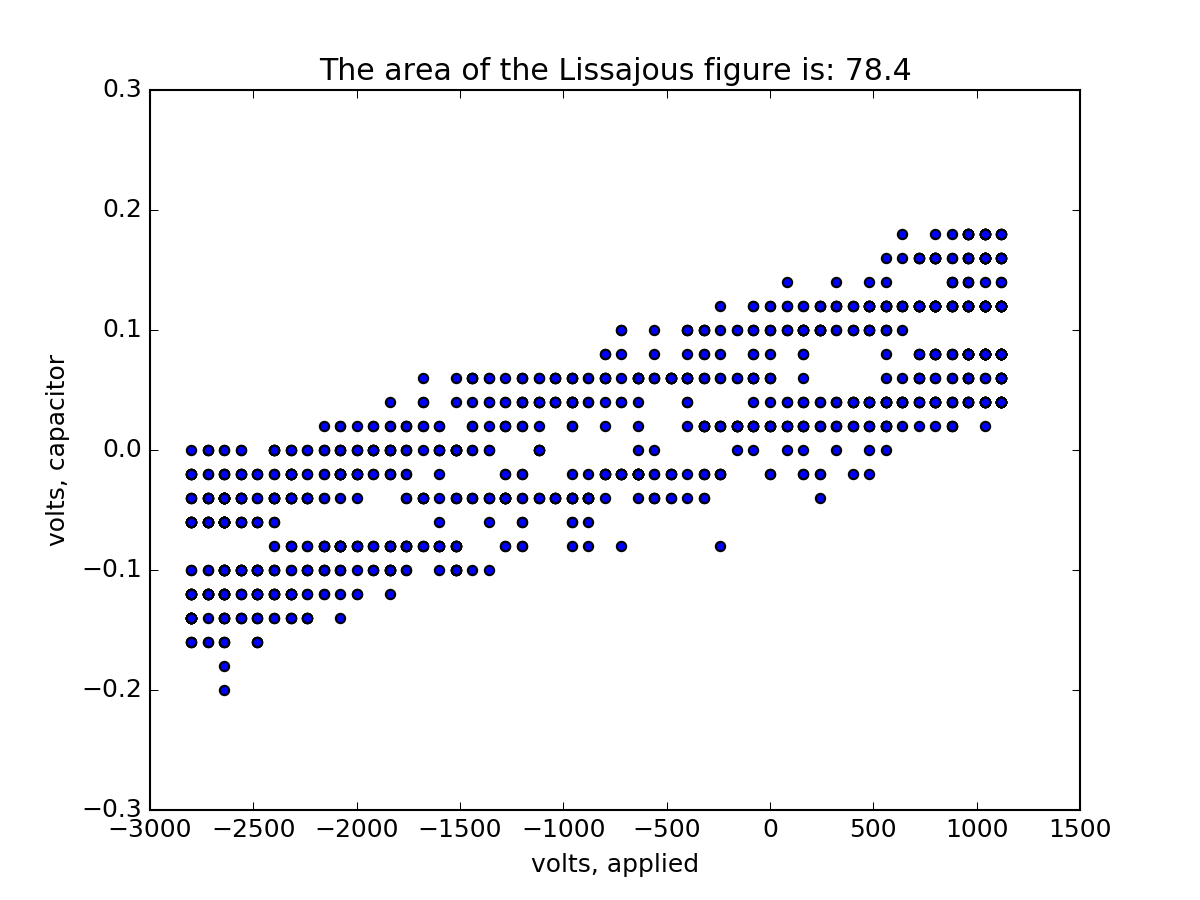 The area of the Lissajous figure is: 78.4
0.3
0.2
0.1
0.0
−0.1
−0.2
−0.3
volts, capacitor
−3000 −2500 −2000 −1500 −1000 −500 0 500 1000 1500
volts, applied